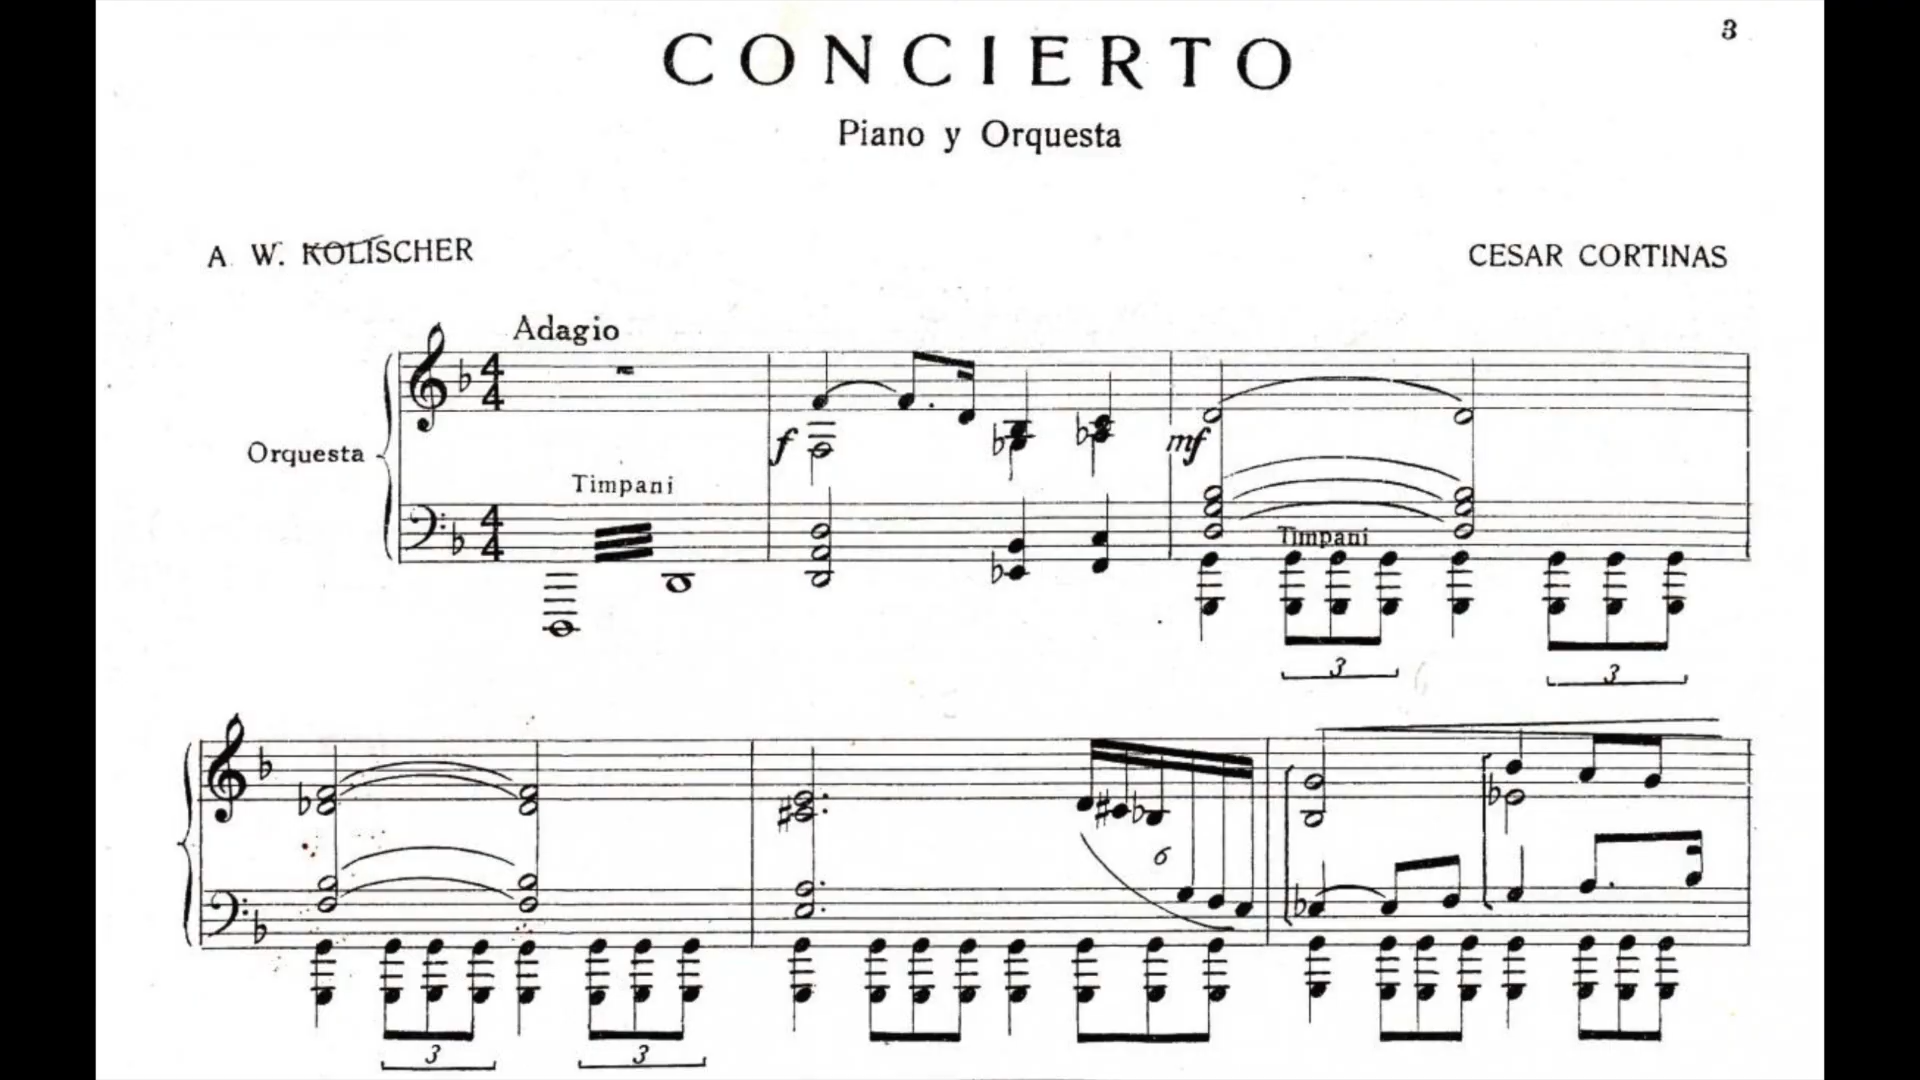 3
CONCIERTO
Piano y Orquesta
A. W. KOLISCHER
CESAR CORTINAS
Adagio
Orquesta
Timpani
f
mf
Timpani
3
3
6
3
3